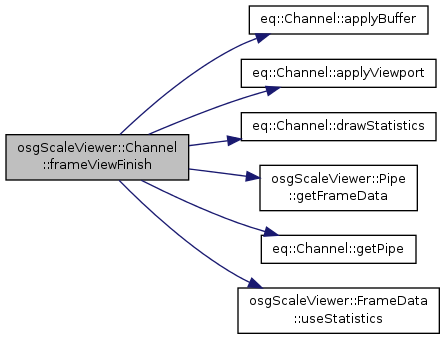 eq::Channel::applyBuffer
eq::Channel::applyViewport
eq::Channel::drawStatistics
osgScaleViewer::Channel
::frameViewFinish
osgScaleViewer::Pipe
::getFrameData
eq::Channel::getPipe
osgScaleViewer::FrameData
::useStatistics